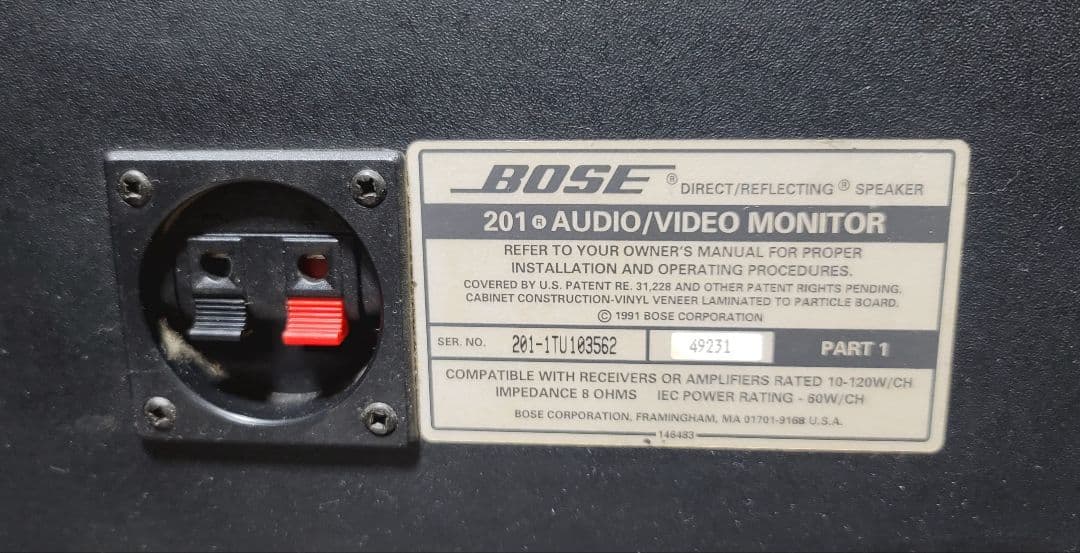 BOSE® DIRECT/REFLECTING® SPEAKER
201® AUDIO/VIDEO MONITOR
REFER TO YOUR OWNER'S MANUAL FOR PROPER
INSTALLATION AND OPERATING PROCEDURES.
COVERED BY U.S. PATENT RE. 31,228 AND OTHER PATENT RIGHTS PENDING.
CABINET CONSTRUCTION-VINYL VENEER LAMINATED TO PARTICLE BOARD.
© 1991 BOSE CORPORATION
SER. NO. 201-1TU103562 49231 PART 1
COMPATIBLE WITH RECEIVERS OR AMPLIFIERS RATED 10-120W/CH
IMPEDANCE 8 OHMS IEC POWER RATING - 60W/CH
BOSE CORPORATION, FRAMINGHAM, MA 01701-9168 U.S.A.
146483